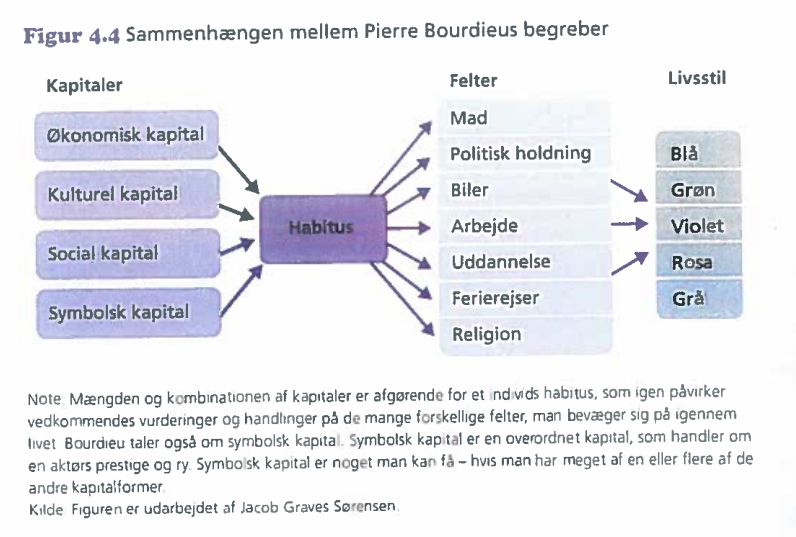 Figur 4.4 Sammenhængen mellem Pierre Bourdieus begreber
Kapitaler
Felter
Livsstil
Økonomisk kapital
Kulturel kapital
Social kapital
Symbolsk kapital
Habitus
Mad
Politisk holdning
Biler
Arbejde
Uddannelse
Ferierejser
Religion
Blå
Grøn
Violet
Rosa
Grå
Note: Mængden og kombinationen af kapitaler er afgørende for et individs habitus, som igen påvirker
vedkommendes vurderinger og handlinger på de mange forskellige felter, man bevæger sig på igennem
livet. Bourdieu taler også om symbolsk kapital. Symbolsk kapital er en overordnet kapital, som handler om
en aktørs prestige og ry. Symbolsk kapital er noget man kan få – hvis man har meget af en eller flere af de
andre kapitalformer.
Kilde: Figuren er udarbejdet af Jacob Graves Sørensen.